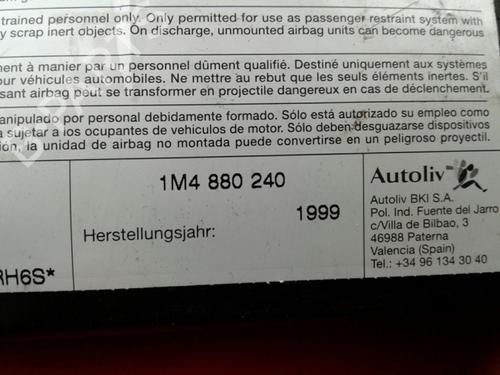 trained personnel only. Only permitted for use as passenger restraint system with
y scrap inert objects. On discharge, unmounted airbag units can become dangerous
ment à manier par un personnel dûment qualifié. Destiné uniquement aux systèmes
our véhicules automobiles. Ne mettre au rebut que les seuls éléments inertes. S'il
sant airbag peut se transformer en projectile dangereux en cas de déclenchement.
anipulado por personal debidamente formado. Sólo está autorizado su empleo como
a sujetar a los ocupantes de vehiculos de motor. Sólo deben desguazarse dispositivos
ión, ¡a unidad de airbag no montada puede convertirse en un peligroso proyectil.
1M4 880 240
1999
Herstellungsjahr:
RH6S*
Autoliv
Autoliv BKI S.A.
Pol. Ind. Fuente del Jarro
c/Villa de Bilbao, 3
46988 Paterna
Valencia (Spain)
Tel.: +34 96 134 30 40